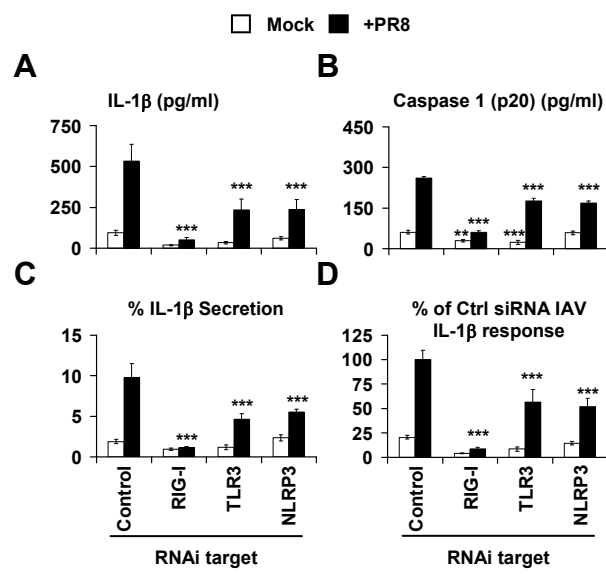 Mock +PR8
A
IL-1β (pg/ml)
750
500
250
0
***
***
***
B
Caspase 1 (p20) (pg/ml)
450
300
150
0
**
***
***
***
***
C
% IL-1β Secretion
15
10
5
0
***
***
***
Control
RIG-I
TLR3
NLRP3
RNAi target
D
% of Ctrl siRNA IAV
IL-1β response
125
100
75
50
25
0
***
***
***
Control
RIG-I
TLR3
NLRP3
RNAi target